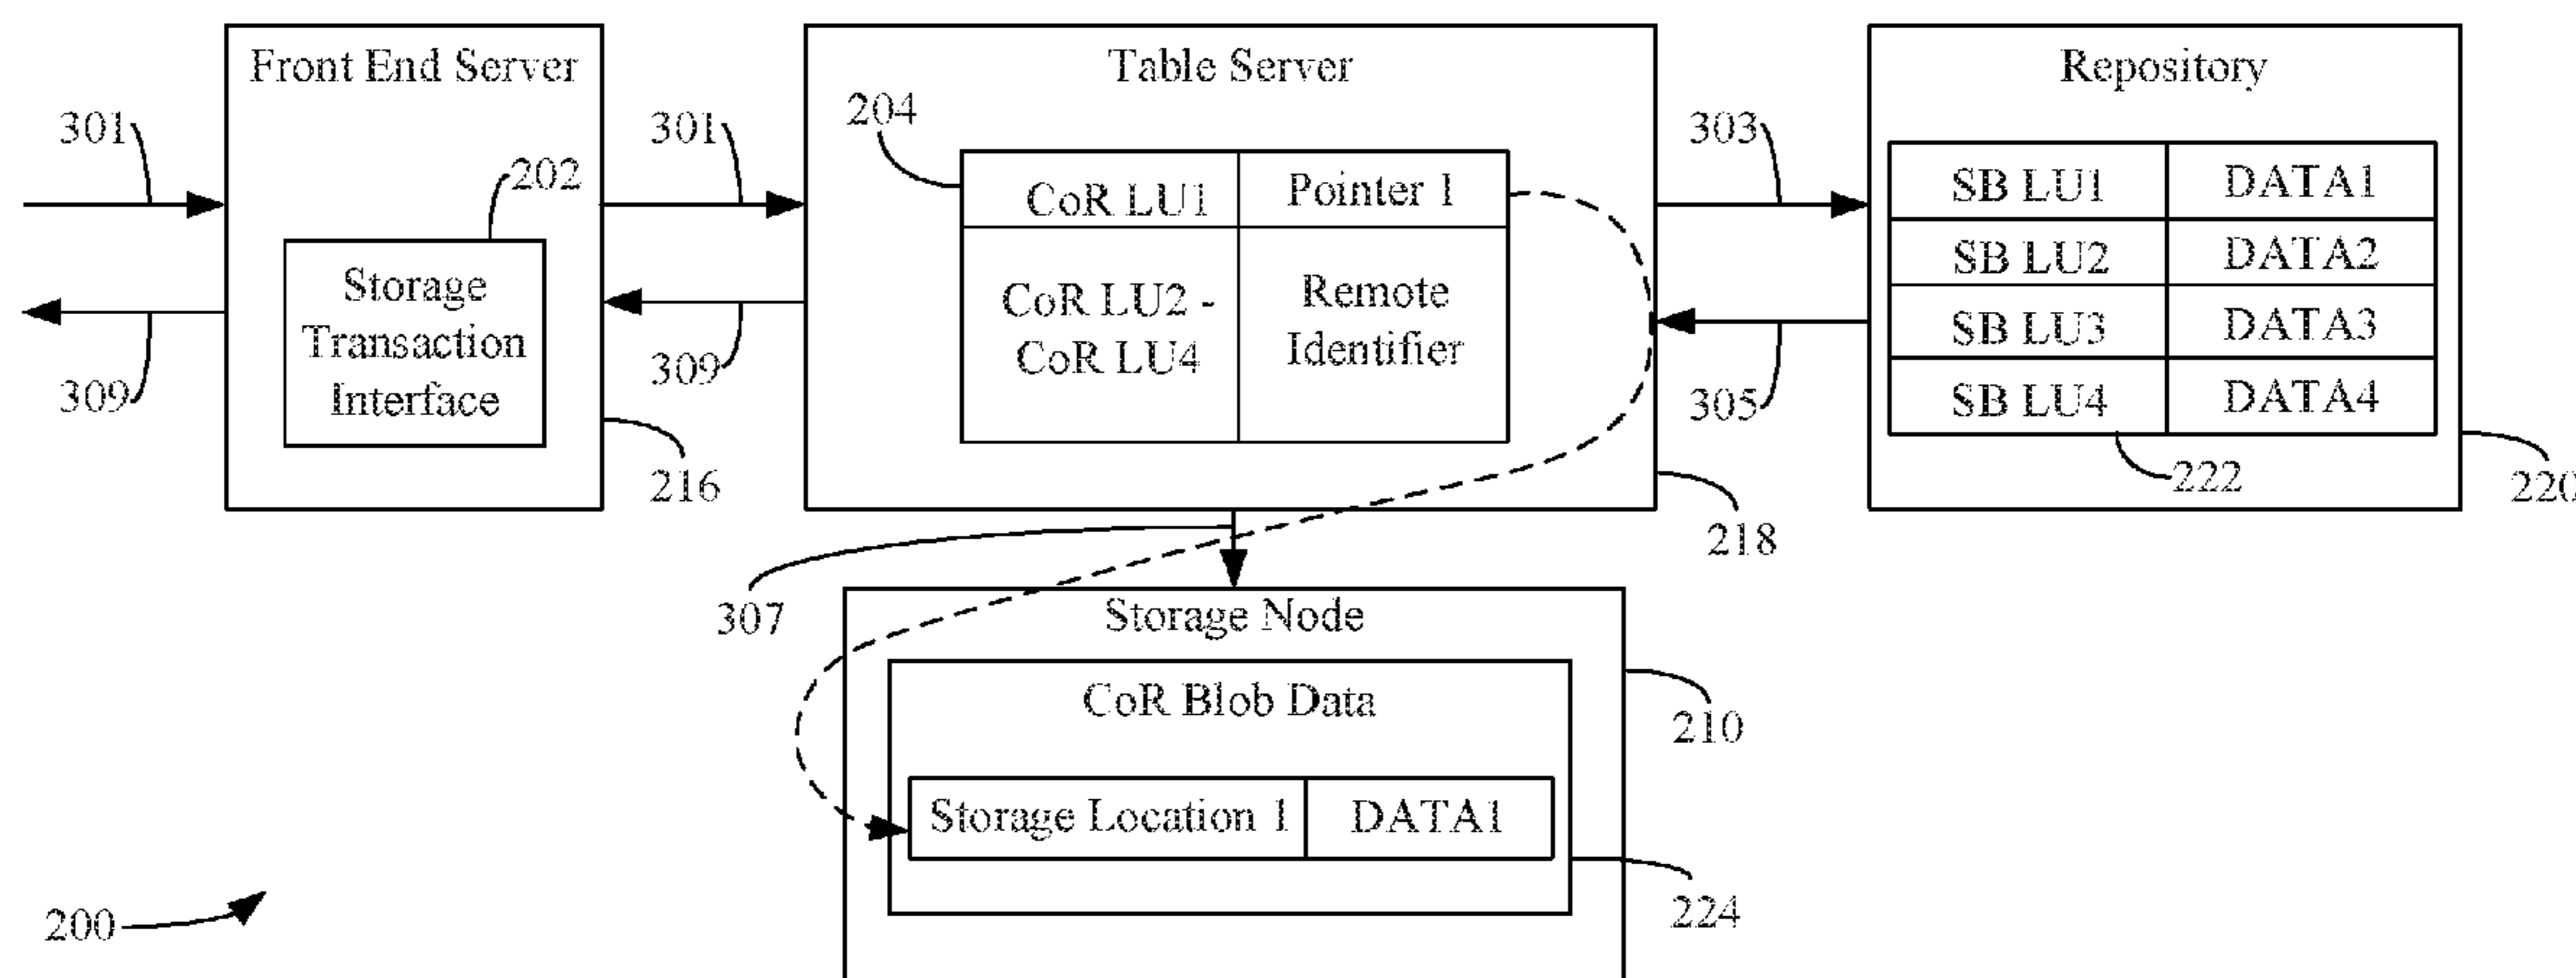 Front End Server
Table Server
Repository
301
301
204
303
202
CoR LU1
Pointer 1
SB LU1
DATA1
SB LU2
DATA2
Storage
Transaction
Interface
CoR LU2 -
CoR LU4
Remote
Identifier
SB LU3
DATA3
SB LU4
DATA4
309
309
305
216
222
220
218
307
Storage Node
CoR Blob Data
210
Storage Location 1
DATA1
224
200